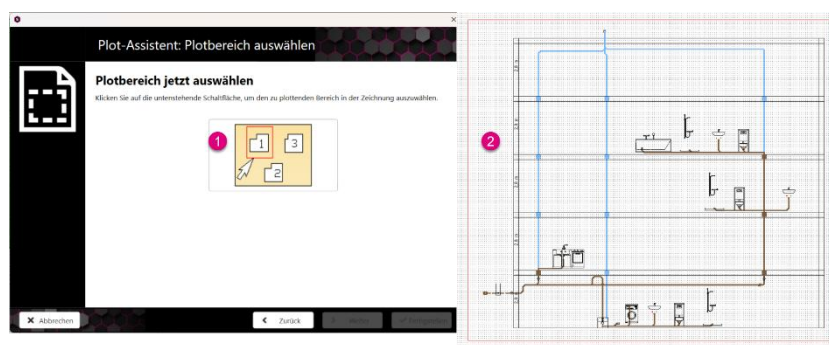 Plot-Assistent: Plotbereich auswählen
Plotbereich jetzt auswählen
Klicken Sie auf die untenstehende Schaltfläche, um den zu plottenden Bereich in der Zeichnung auszuwählen.
1
1
3
2
Abbrechen
Zurück
2